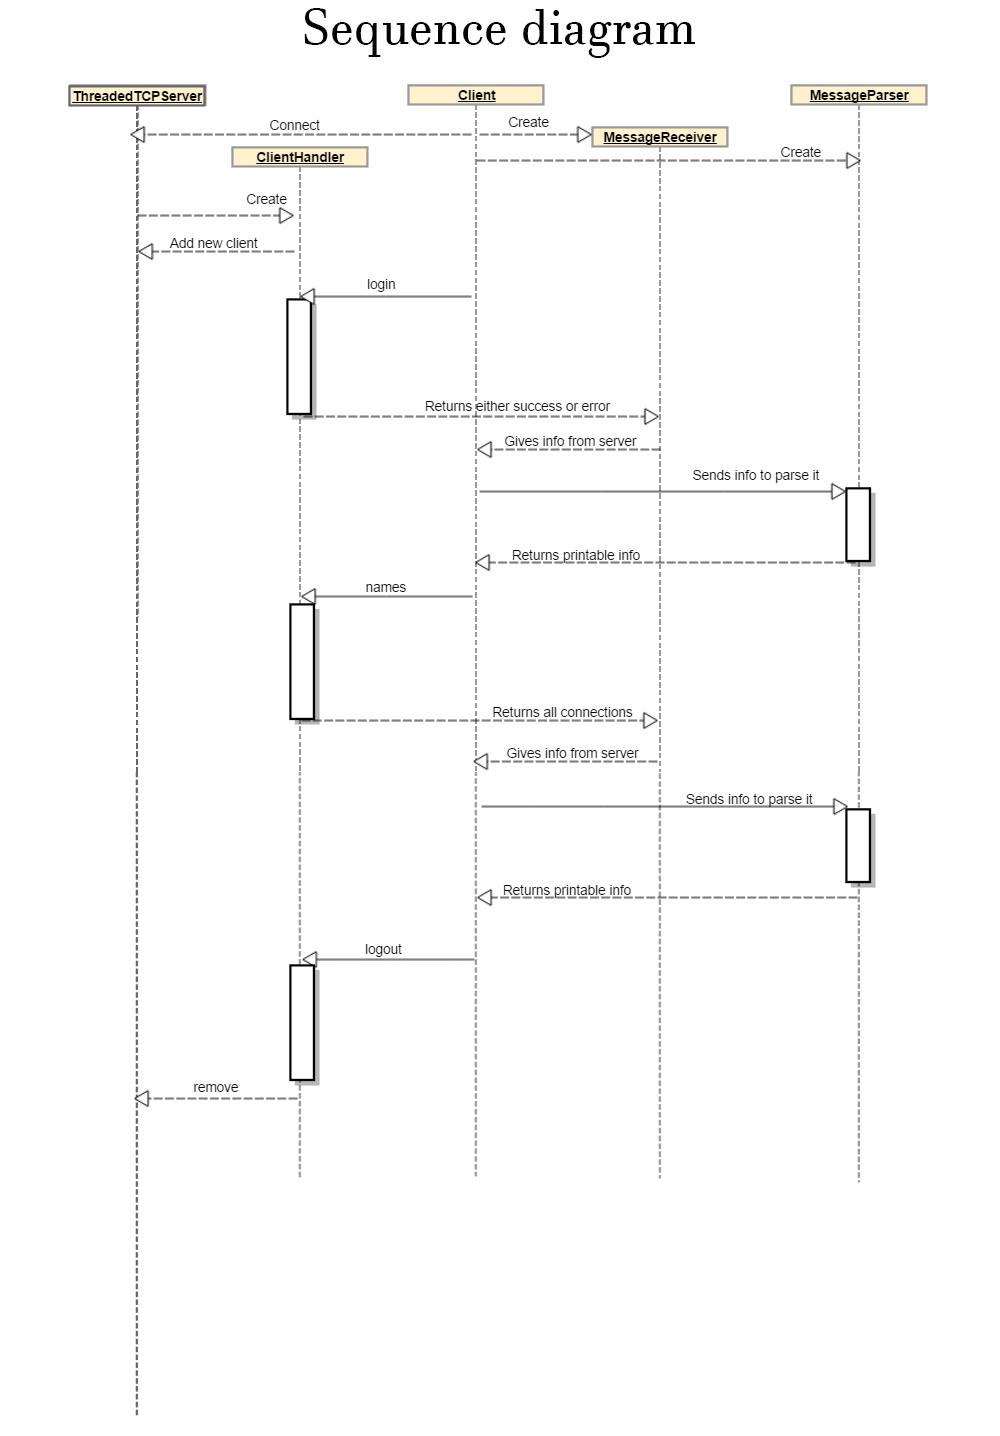 Sequence diagram
ThreadedTCPServer
Client
MessageParser
Connect
Create
MessageReceiver
ClientHandler
Create
Create
Add new client
login
Returns either success or error
Gives info from server
Sends info to parse it
Returns printable info
names
Returns all connections
Gives info from server
Sends info to parse it
Returns printable info
logout
remove